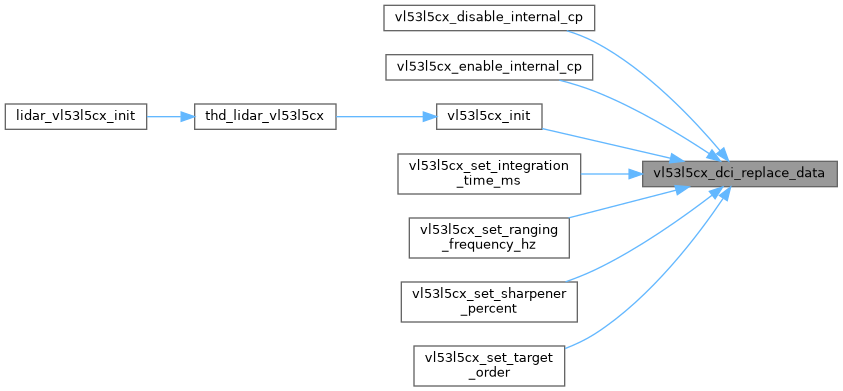 vl53l5cx_disable_internal_cp
vl53l5cx_enable_internal_cp
lidar_vl53l5cx_init
thd_lidar_vl53l5cx
vl53l5cx_init
vl53l5cx_set_integration
_time_ms
vl53l5cx_dci_replace_data
vl53l5cx_set_ranging
_frequency_hz
vl53l5cx_set_sharpener
_percent
vl53l5cx_set_target
_order